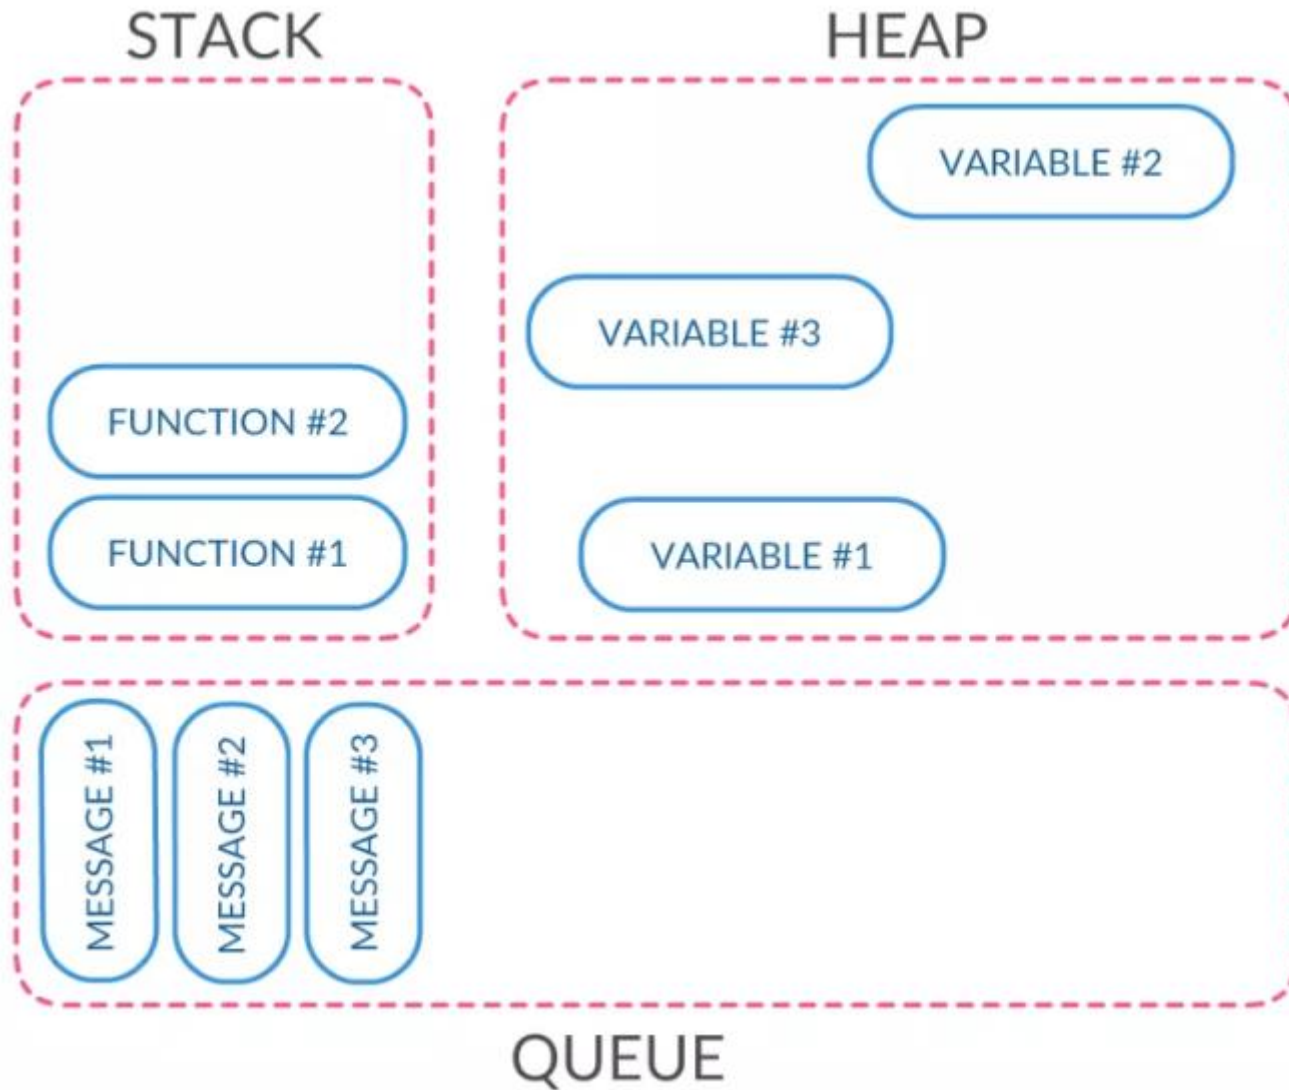 STACK
HEAP
VARIABLE #2
VARIABLE #3
FUNCTION #2
FUNCTION #1
VARIABLE #1
MESSAGE #1
MESSAGE #2
MESSAGE #3
QUEUE